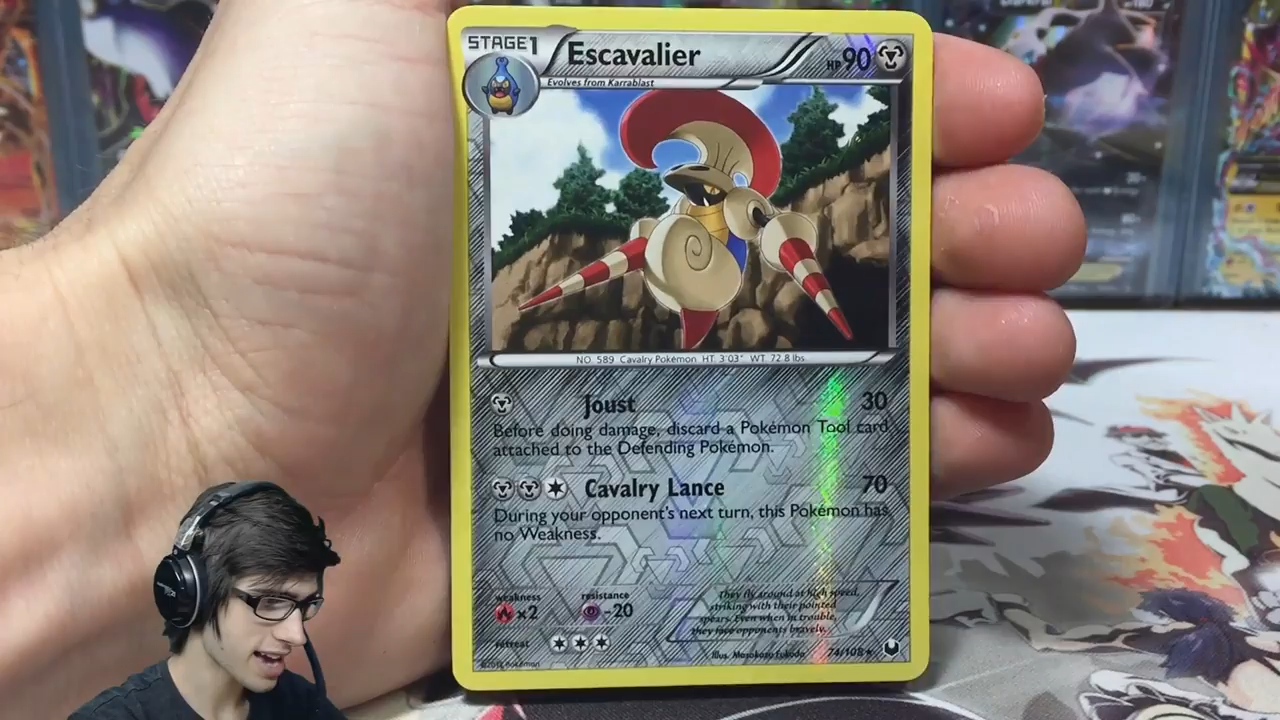 STAGE1
Escavalier
HP 90
Evolves from Karrablast
NO. 589 Cavalry Pokémon HT: 3'03" WT: 72.8 lbs.
Joust 30
Before doing damage, discard a Pokémon Tool card
attached to the Defending Pokémon.
Cavalry Lance 70
During your opponent's next turn, this Pokémon has
no Weakness.
weakness
×2
resistance
-20
They fly around at high speed,
striking with their pointed
spears. Even when in trouble,
they face opponents bravely.
retreat
Illus. Masakazu Fukuda
74/108
Pokémon